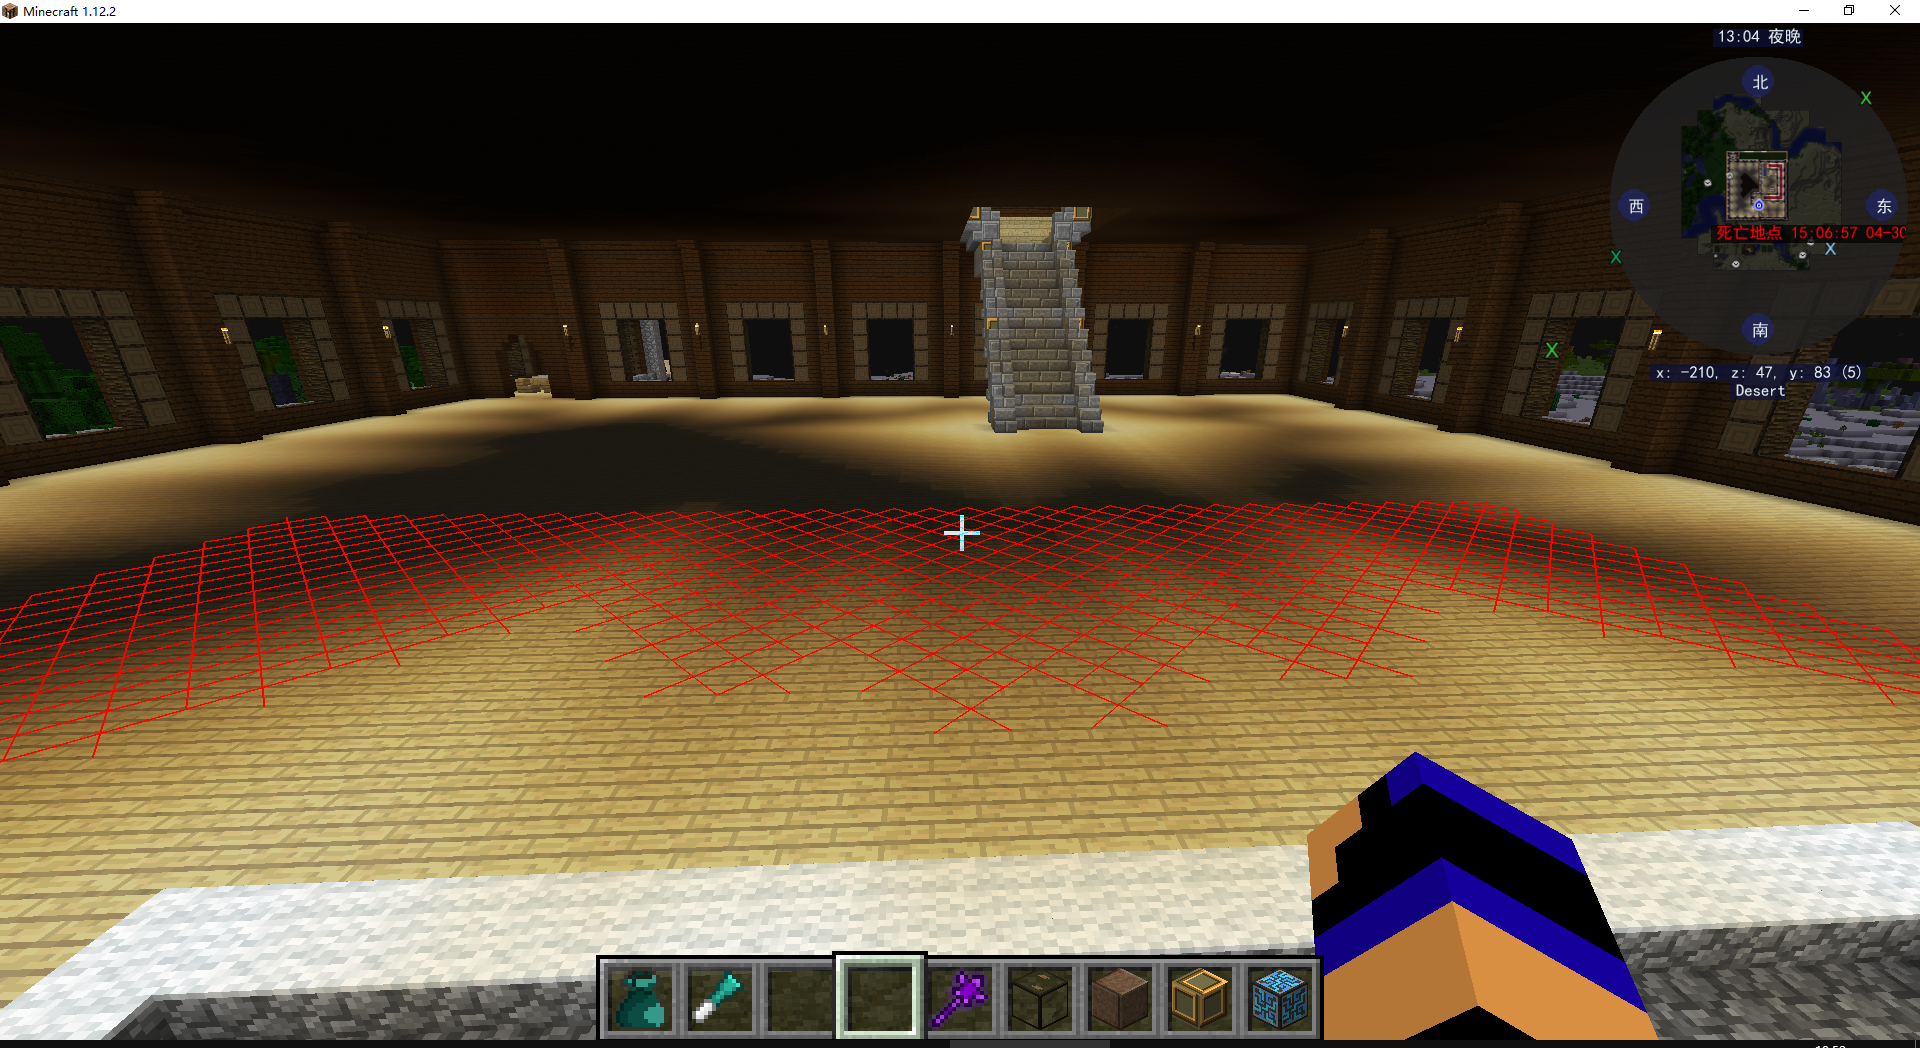 Minecraft 1.12.2
13:04 夜晚
北
X
西
东
死亡地点 15:06:57 04-30
X
X
南
X
x: -210, z: 47, y: 83 (5)
Desert